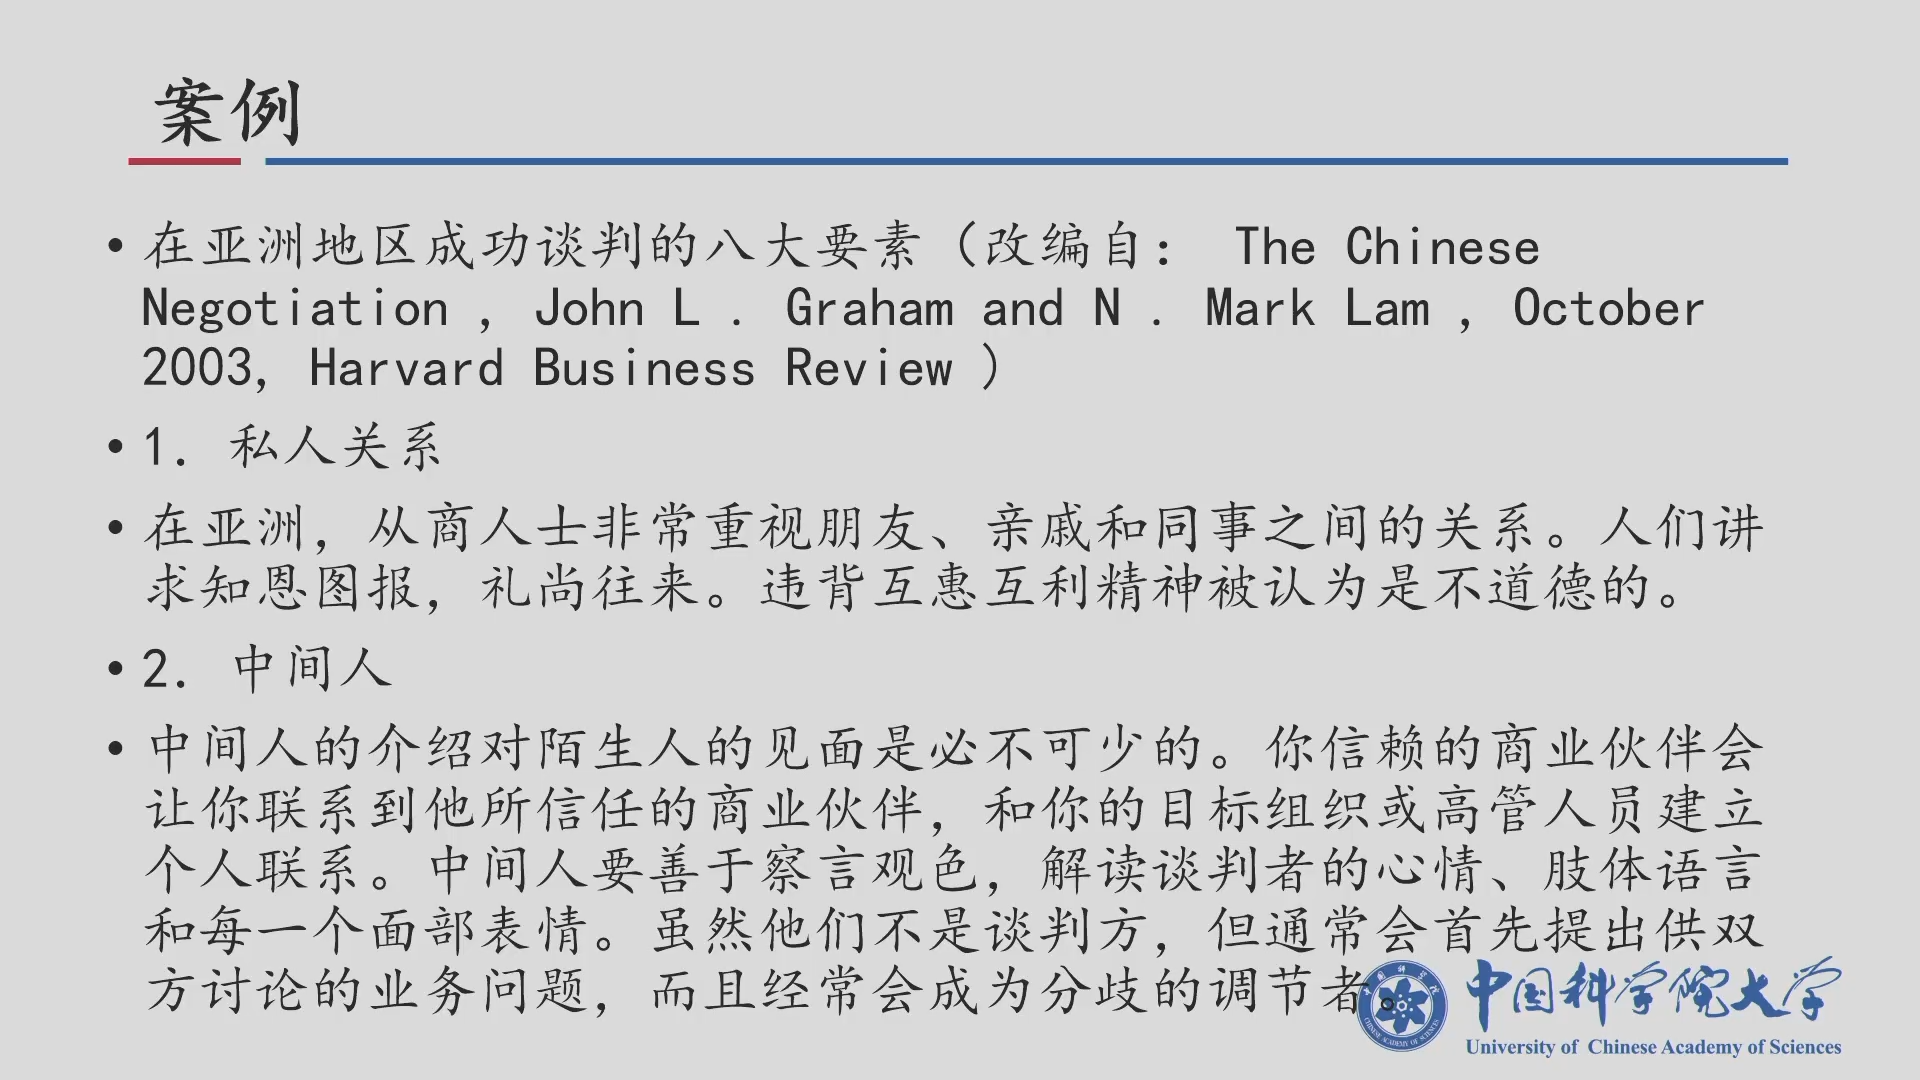 案例
• 在亚洲地区成功谈判的八大要素（改编自： The Chinese
Negotiation , John L . Graham and N . Mark Lam , October
2003, Harvard Business Review ）
• 1. 私人关系
• 在亚洲，从商人士非常重视朋友、亲戚和同事之间的关系。人们讲
求知恩图报，礼尚往来。违背互惠互利精神被认为是不道德的。
• 2. 中间人
• 中间人的介绍对陌生人的见面是必不可少的。你信赖的商业伙伴会
让你联系到他所信任的商业伙伴，和你的目标组织或高管人员建立
个人联系。中间人要善于察言观色，解读谈判者的心情、肢体语言
和每一个面部表情。虽然他们不是谈判方，但通常会首先提出供双
方讨论的业务问题，而且经常会成为分歧的调节者。
中国科学院大学
University of Chinese Academy of Sciences